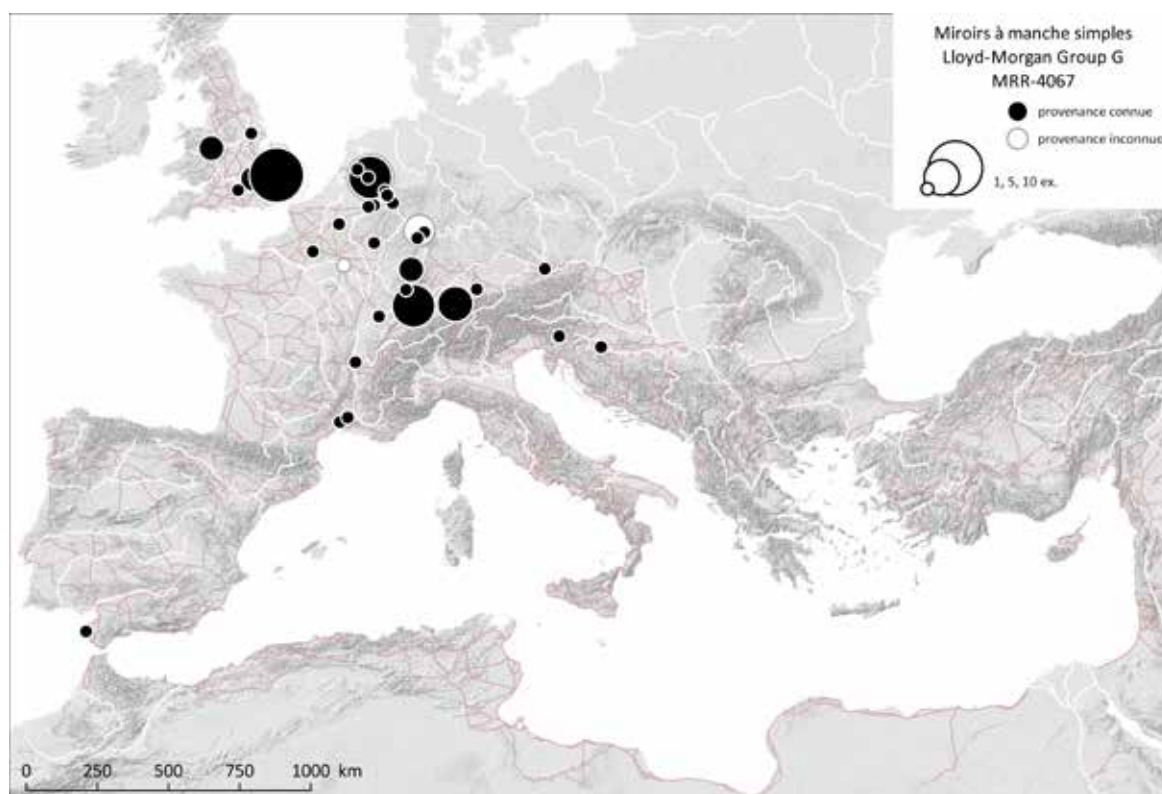 Miroirs à manche simples
Lloyd-Morgan Group G
MRR-4067
provenance connue
provenance inconnue
1, 5, 10 ex.
0 250 500 750 1000 km